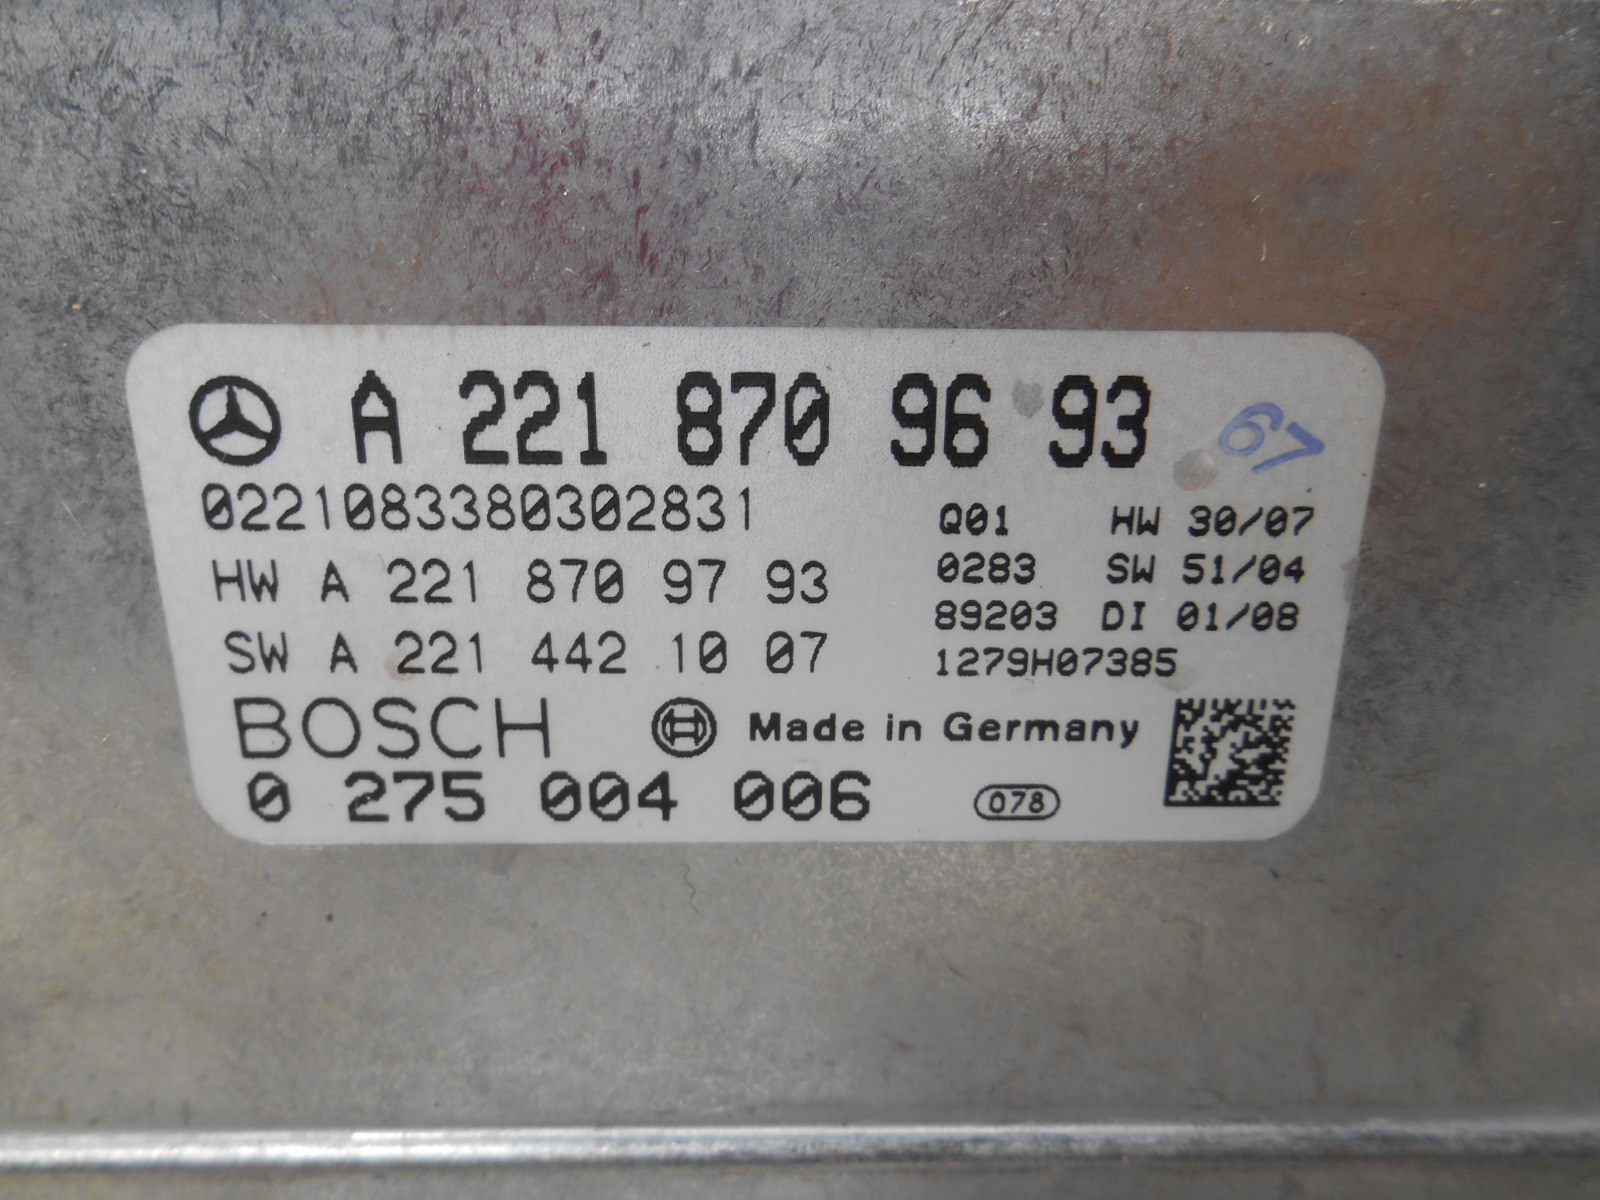 A 221 870 96 93 67
0221083380302831
Q01 HW 30/07
HW A 221 870 97 93
0283 SW 51/04
89203 DI 01/08
SW A 221 442 10 07
1279H07385
BOSCH Made in Germany
0 275 004 006 078